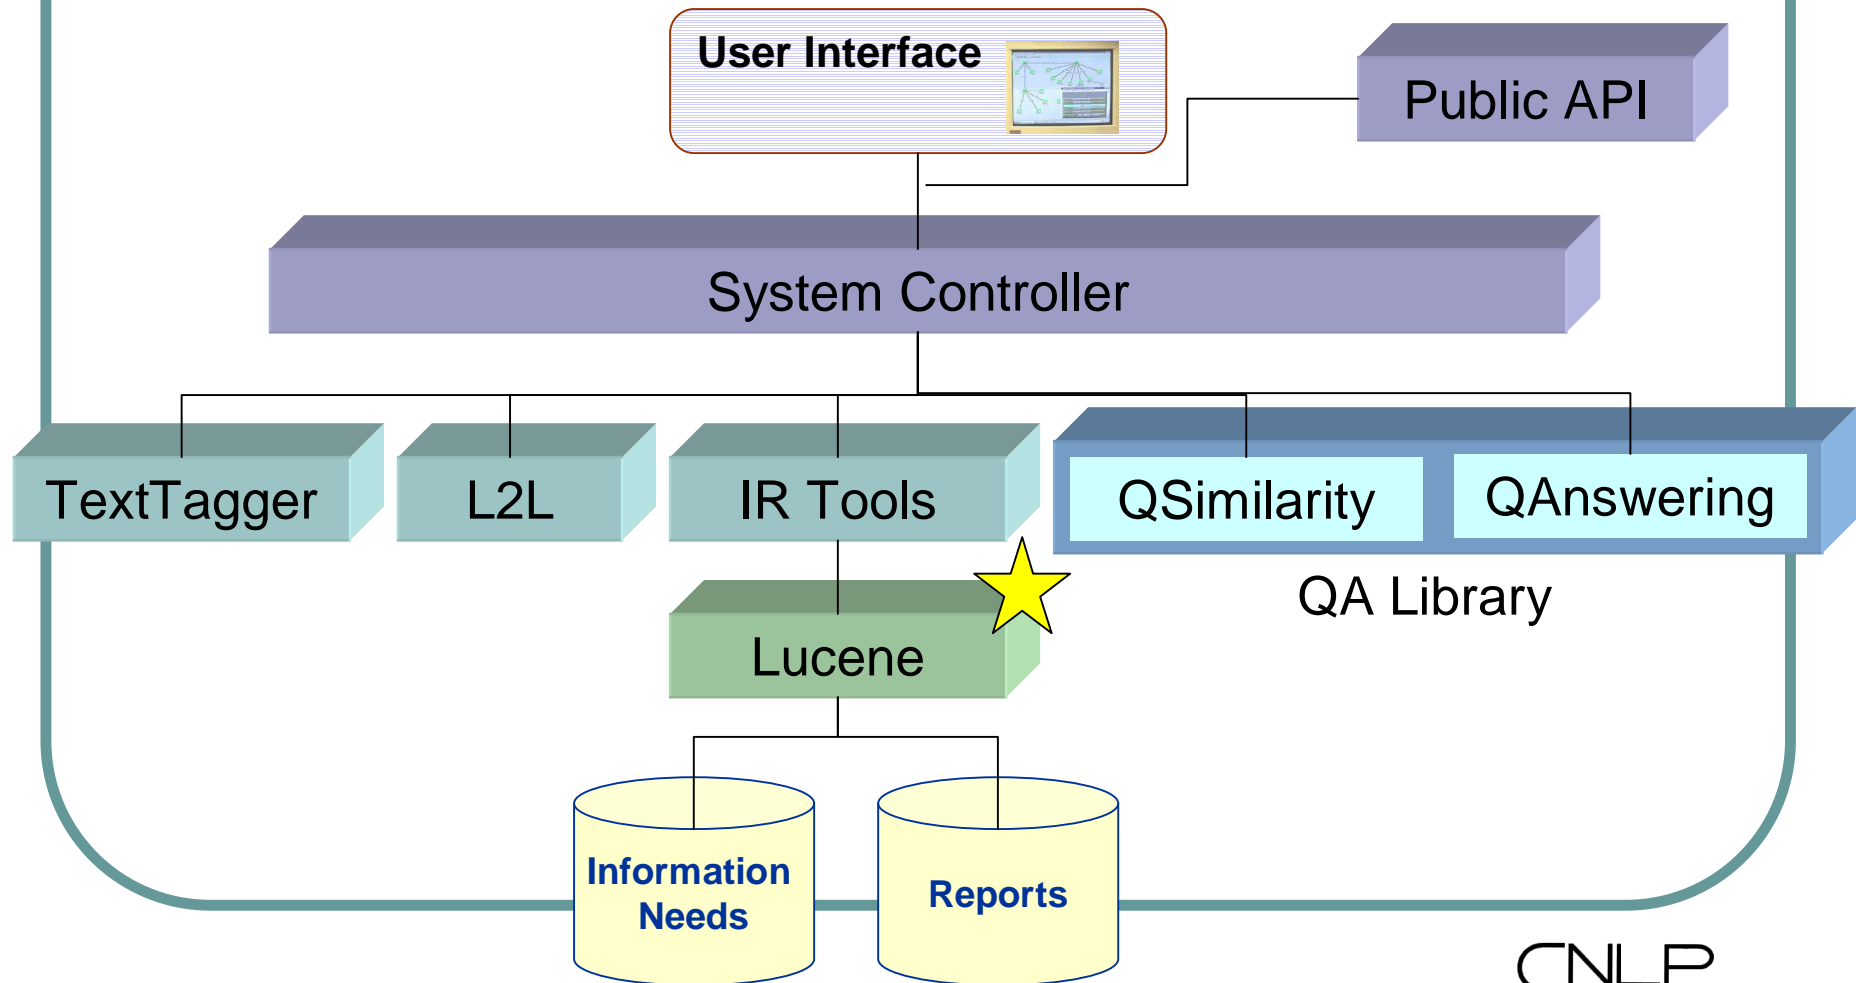 User Interface
Public API
System Controller
TextTagger
L2L
IR Tools
QSimilarity
QAnswering
QA Library
Lucene
Information
Needs
Reports
CNLP